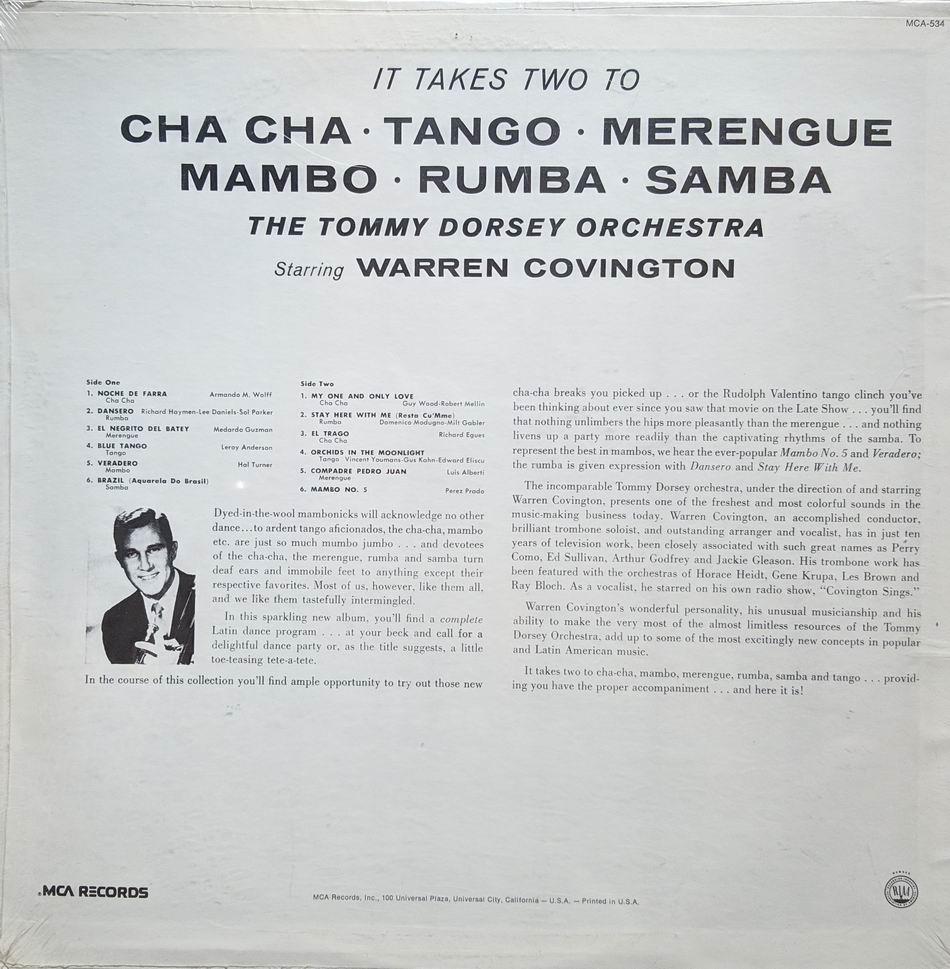 MCA-534
IT TAKES TWO TO
CHA CHA · TANGO · MERENGUE
MAMBO · RUMBA · SAMBA
THE TOMMY DORSEY ORCHESTRA
Starring WARREN COVINGTON
Side One
1. NOCHE DE FARRA Armando M. Wolff
Cha Cha
2. DANSERO Richard Haymen-Lee Daniels-Sol Parker
Rumba
3. EL NEGRITO DEL BATEY Medardo Guzman
Merengue
4. BLUE TANGO Leroy Anderson
Tango
5. VERADERO Hal Turner
Mambo
6. BRAZIL (Aquarela Do Brasil)
Samba
Side Two
1. MY ONE AND ONLY LOVE
Cha Cha Guy Wood-Robert Mellin
2. STAY HERE WITH ME (Resta Cu'Mme)
Rumba Domenico Modugno-Milt Gabler
3. EL TRAGO Richard Egues
Cha Cha
4. ORCHIDS IN THE MOONLIGHT
Tango Vincent Youmans-Gus Kahn-Edward Eliscu
5. COMPADRE PEDRO JUAN Luis Alberti
Merengue
6. MAMBO NO. 5 Perez Prado
Dyed-in-the-wool mambonicks will acknowledge no other
dance...to ardent tango aficionados, the cha-cha, mambo
etc. are just so much mumbo jumbo . . . and devotees
of the cha-cha, the merengue, rumba and samba turn
deaf ears and immobile feet to anything except their
respective favorites. Most of us, however, like them all,
and we like them tastefully intermingled.
In this sparkling new album, you'll find a complete
Latin dance program . . . at your beck and call for a
delightful dance party or, as the title suggests, a little
toe-teasing tete-a-tete.
In the course of this collection you'll find ample opportunity to try out those new
cha-cha breaks you picked up . . . or the Rudolph Valentino tango clinch you've
been thinking about ever since you saw that movie on the Late Show . . . you'll find
that nothing unlimbers the hips more pleasantly than the merengue . . . and nothing
livens up a party more readily than the captivating rhythms of the samba. To
represent the best in mambos, we hear the ever-popular Mambo No. 5 and Veradero;
the rumba is given expression with Dansero and Stay Here With Me.
The incomparable Tommy Dorsey orchestra, under the direction of and starring
Warren Covington, presents one of the freshest and most colorful sounds in the
music-making business today. Warren Covington, an accomplished conductor,
brilliant trombone soloist, and outstanding arranger and vocalist, has in just ten
years of television work, been closely associated with such great names as Perry
Como, Ed Sullivan, Arthur Godfrey and Jackie Gleason. His trombone work has
been featured with the orchestras of Horace Heidt, Gene Krupa, Les Brown and
Ray Bloch. As a vocalist, he starred on his own radio show, "Covington Sings."
Warren Covington's wonderful personality, his unusual musicianship and his
ability to make the very most of the almost limitless resources of the Tommy
Dorsey Orchestra, add up to some of the most excitingly new concepts in popular
and Latin American music.
It takes two to cha-cha, mambo, merengue, rumba, samba and tango . . . provid-
ing you have the proper accompaniment . . . and here it is!
MCA RECORDS
MCA Records, Inc., 100 Universal Plaza, Universal City, California — U.S.A. — Printed in U.S.A.
RIAA